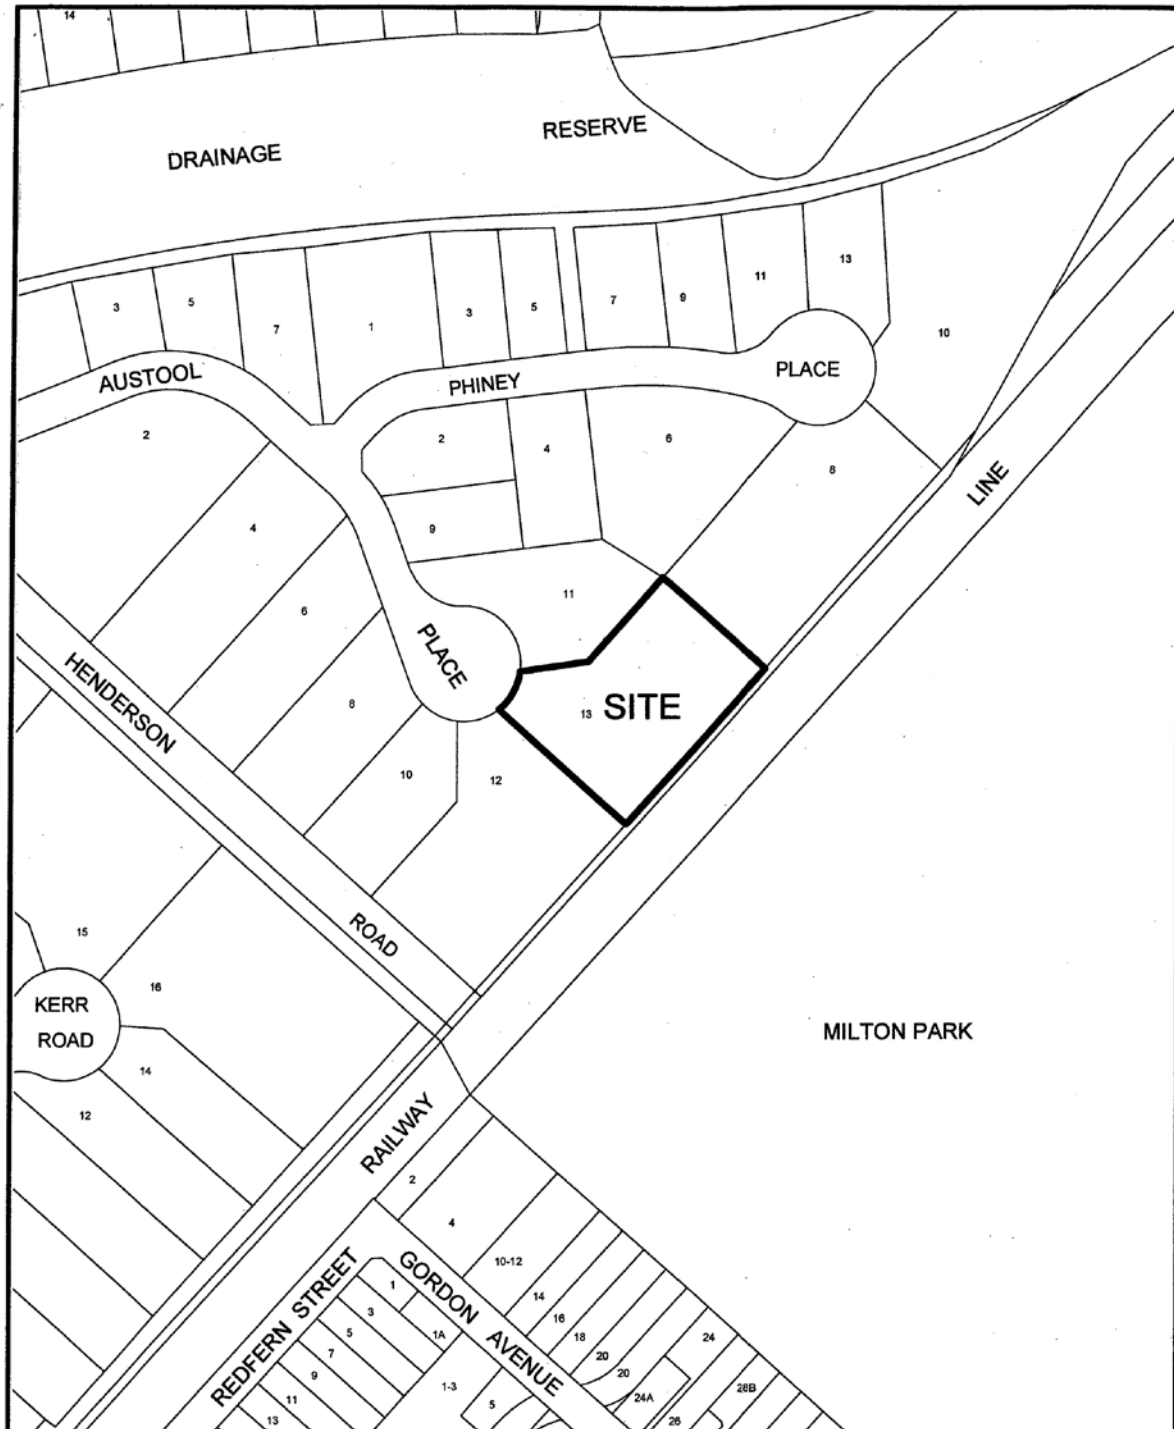 14
DRAINAGE
RESERVE
3
5
7
1
3
5
7
9
11
13
10
AUSTOOL
PHINEY
PLACE
2
2
4
6
8
LINE
4
9
6
11
PLACE
HENDERSON
8
13
SITE
10
12
ROAD
15
16
KERR
ROAD
14
12
MILTON PARK
RAILWAY
2
4
10-12
REDFERN STREET
GORDON AVENUE
1
3
5
7
9
11
13
1A
1-3
5
14
16
18
20
20
24
24A
26
28B